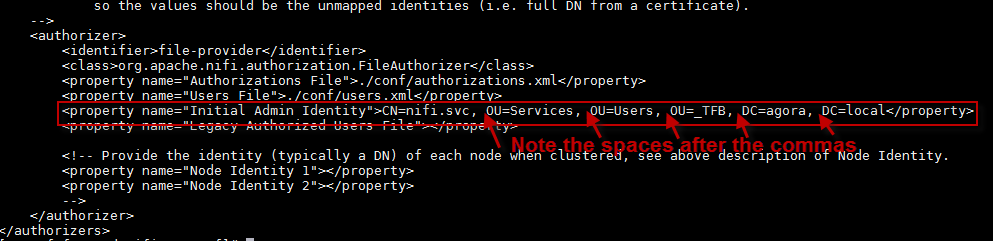 so the values should be the unmapped identities (i.e. full DN from a certificate).
-->
<authorizer>
<identifier>file-provider</identifier>
<class>org.apache.nifi.authorization.FileAuthorizer</class>
<property name="Authorizations File">./conf/authorizations.xml</property>
<property name="Users File">./conf/users.xml</property>
<property name="Initial Admin Identity">CN=nifi.svc, OU=Services, OU=Users, OU=_TFB, DC=agora, DC=local</property>
<property name="Legacy Authorized Users File"></property>
Note the spaces after the commas
<!-- Provide the identity (typically a DN) of each node when clustered, see above description of Node Identity.
<property name="Node Identity 1"></property>
<property name="Node Identity 2"></property>
-->
</authorizer>
</authorizers>